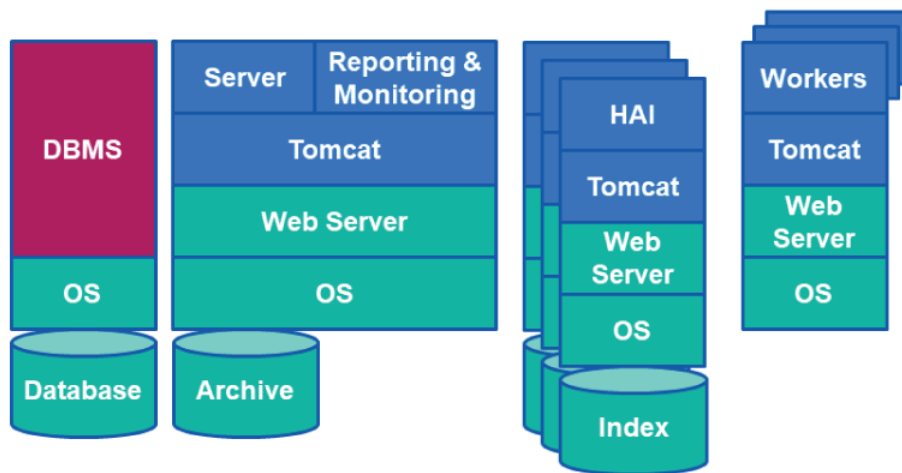 DBMS
OS
Database
Server
Reporting &
Monitoring
Tomcat
Web Server
OS
Archive
HAI
Tomcat
Web
Server
OS
Index
Workers
Tomcat
Web
Server
OS